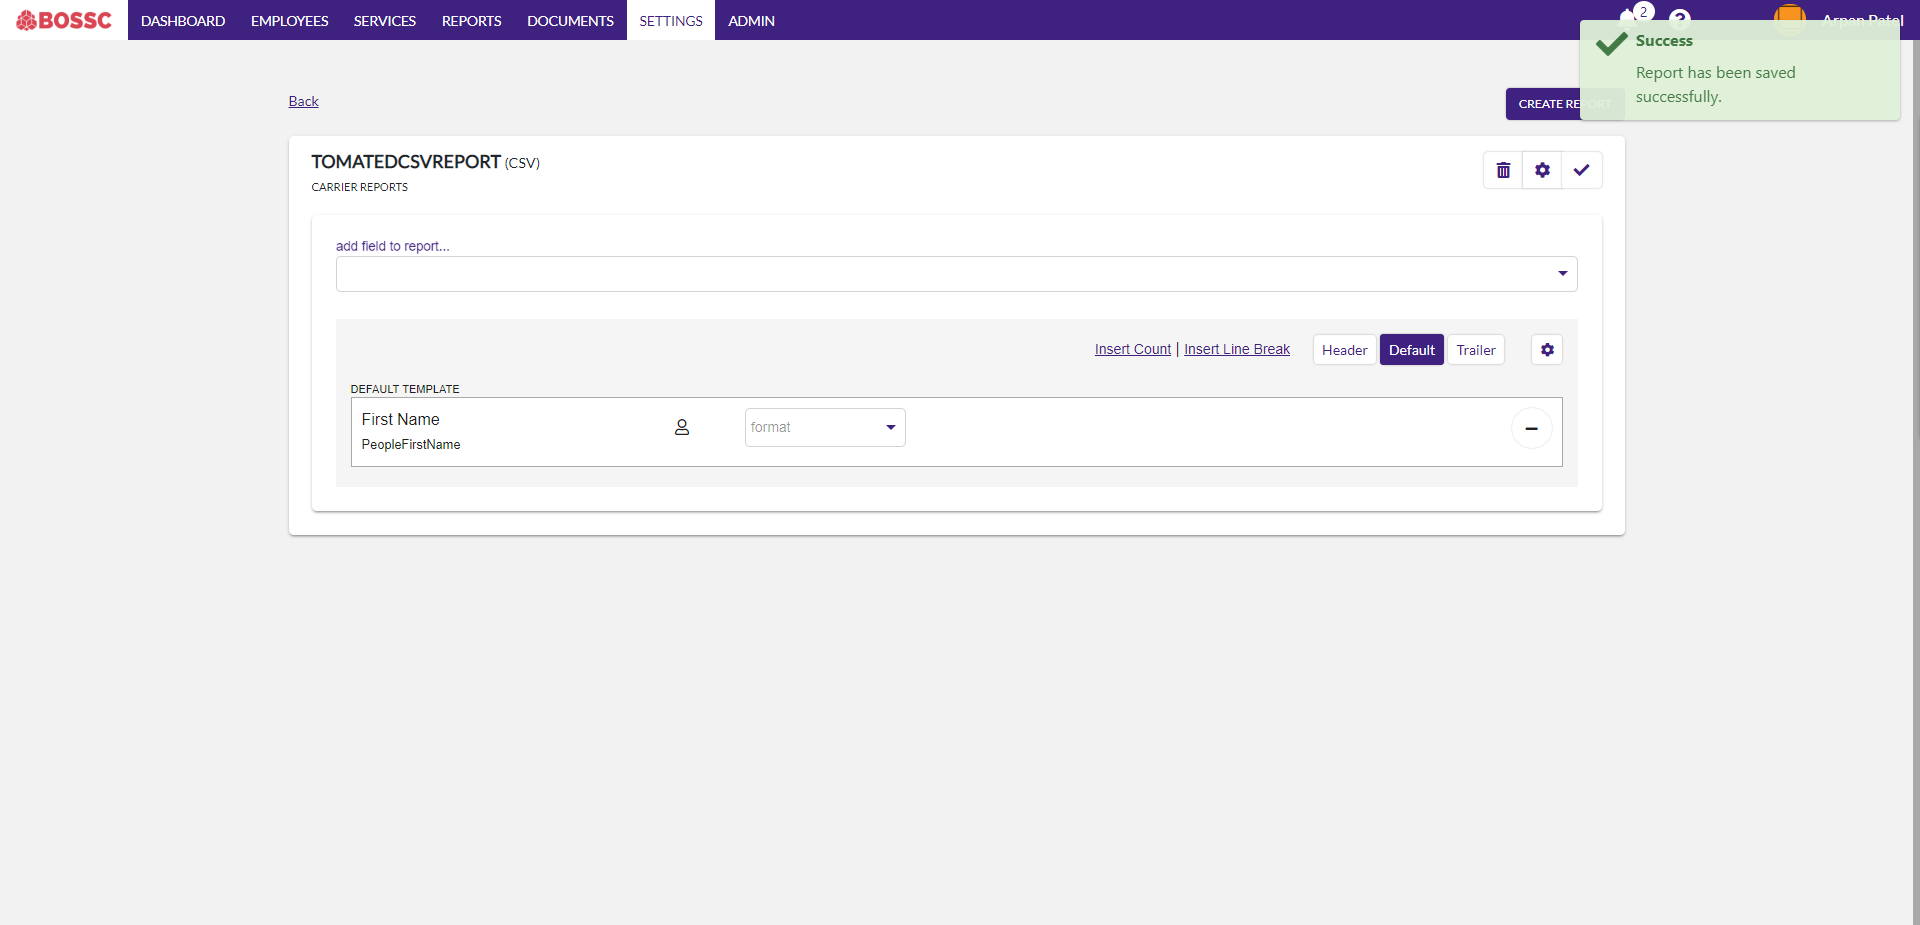 BOSSC
DASHBOARD EMPLOYEES SERVICES REPORTS DOCUMENTS SETTINGS ADMIN
2
?
Arpan Patel
Success
Report has been saved
successfully.
Back
CREATE REPORT
TOMATEDCSVREPORT (CSV)
CARRIER REPORTS
add field to report...
Insert Count | Insert Line Break Header Default Trailer
DEFAULT TEMPLATE
First Name
PeopleFirstName
format